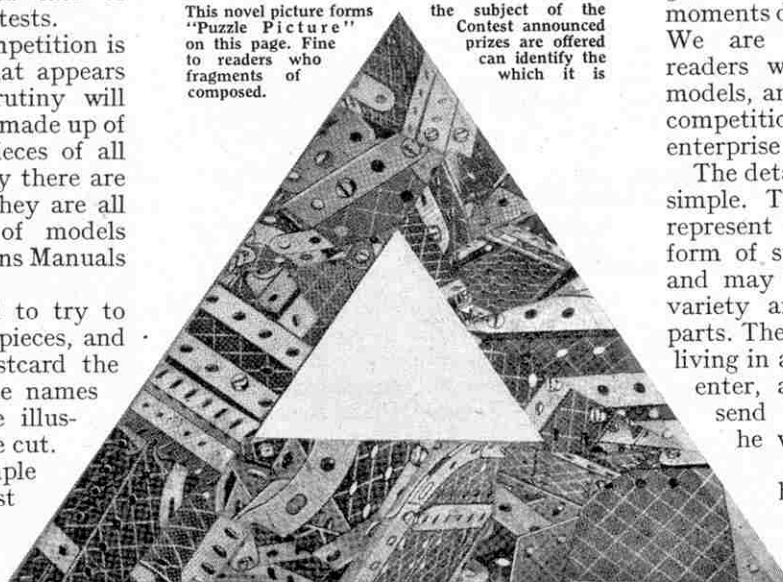 tests.
mpetition is
at appears
rutiny will
made up of
ieces of all
y there are
hey are all
of models
ns Manuals
l to try to
pieces, and
stcard the
e names
e illus-
e cut.
ple
st
This novel picture forms
"Puzzle Picture"
on this page. Fine
to readers who
fragments of
composed.
the subject of the
Contest announced
prizes are offered
can identify the
which it is
moments o
We are
readers w
models, an
competitio
enterprise
The deta
simple. T
represent
form of s
and may
variety a
parts. The
living in a
enter, a
send
he w